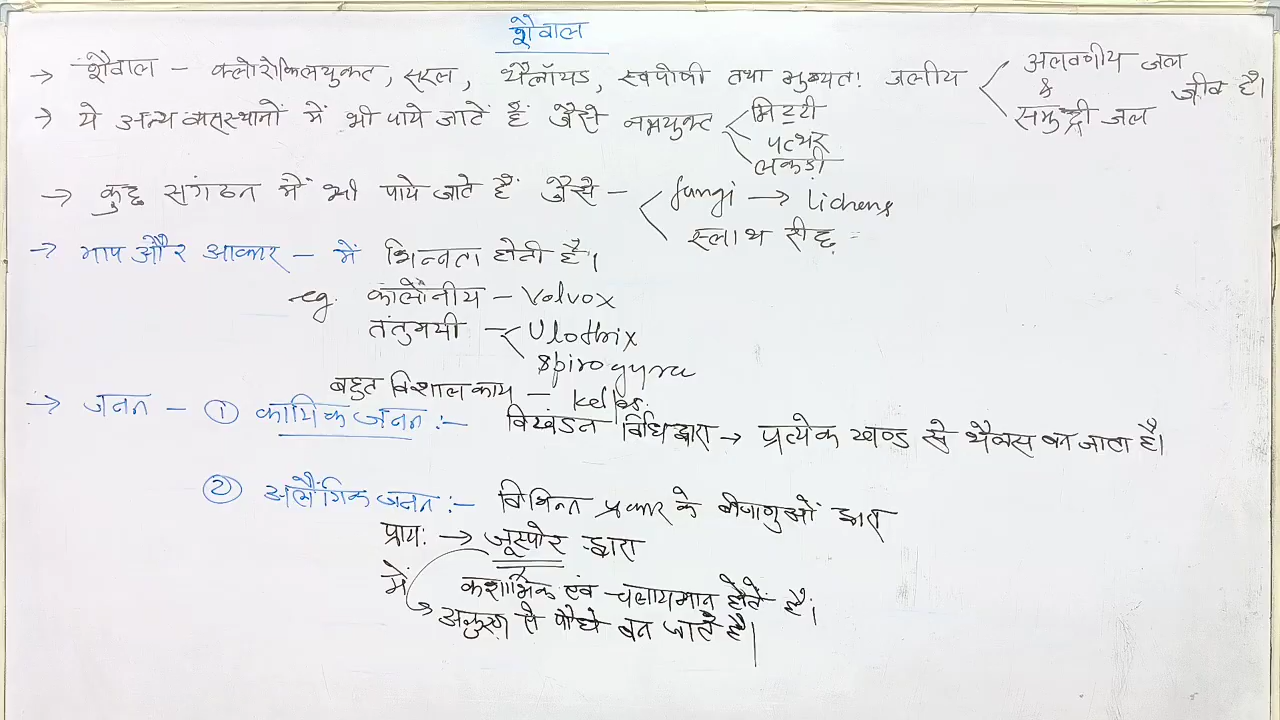 शैवाल
→ शैवाल – क्लोरोफिलयुक्ट, सरल, थैलॉयड, स्वपोषी तथा मुख्यत: जलीय < अलवणीय जल & समुद्री जल जीव है।
→ ये अन्य वासस्थानों में भी पाये जाते हैं जैसे नमयुक्ट < मिट्टी
पत्थर
लकड़ी
→ कुछ संगठन में भी पाये जाते हैं जैसे – < fungi → lichens
स्लाथ रीछ
→ माप और आकार – में भिन्नता होती है।
eg. कॉलोनीय – Volvox
तंतुमयी –< Ulothrix
Spirogyra
बहुत विशालकाय – kelps.
→ जनन – ① कायिक जनन :– विखंडन विधि द्वारा → प्रत्येक खण्ड से थैलस बन जाता है।
② अलैंगिक जनन :– विभिन्न प्रकार के बीजाणुओं द्वारा
प्राय: → जूस्पोर द्वारा
में कशाभिक एवं चलायमान होते हैं।
→ अंकुरण से पौधे बन जाते हैं।